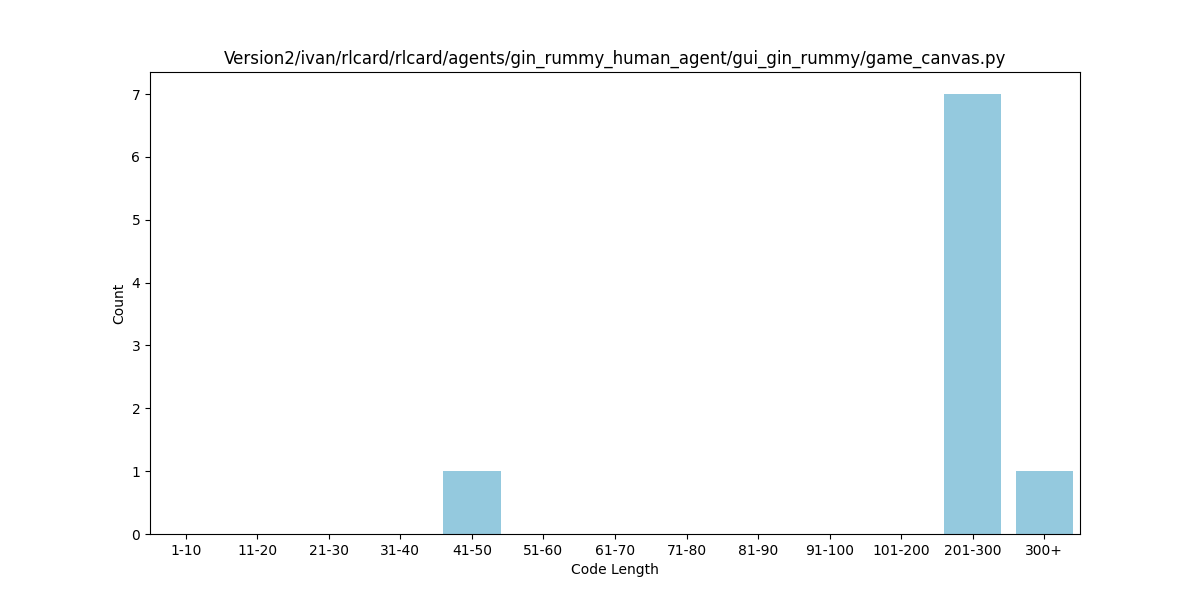 Version2/ivan/rlcard/rlcard/agents/gin_rummy_human_agent/gui_gin_rummy/game_canvas.py
7
6
5
4
3
2
1
0
Count
1-10 11-20 21-30 31-40 41-50 51-60 61-70 71-80 81-90 91-100 101-200 201-300 300+
Code Length